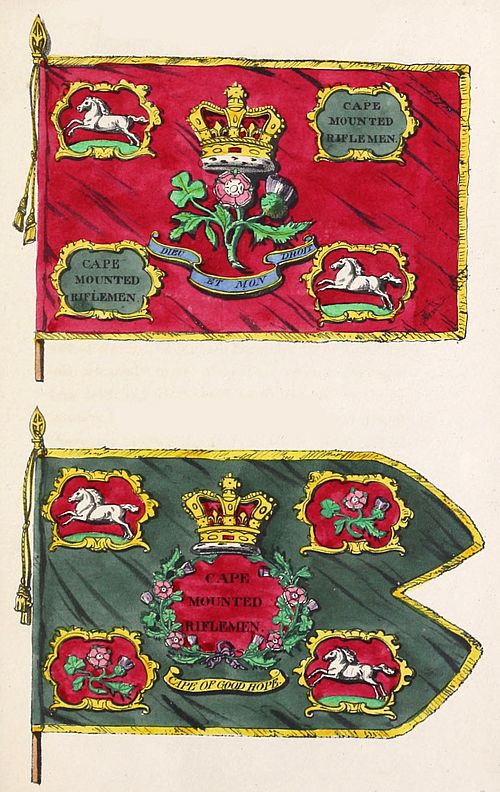 CAPE
MOUNTED
RIFLEMEN.
DIEU ET MON DROIT
CAPE
MOUNTED
RIFLEMEN.
CAPE
MOUNTED
RIFLEMEN.
CAPE OF GOOD HOPE